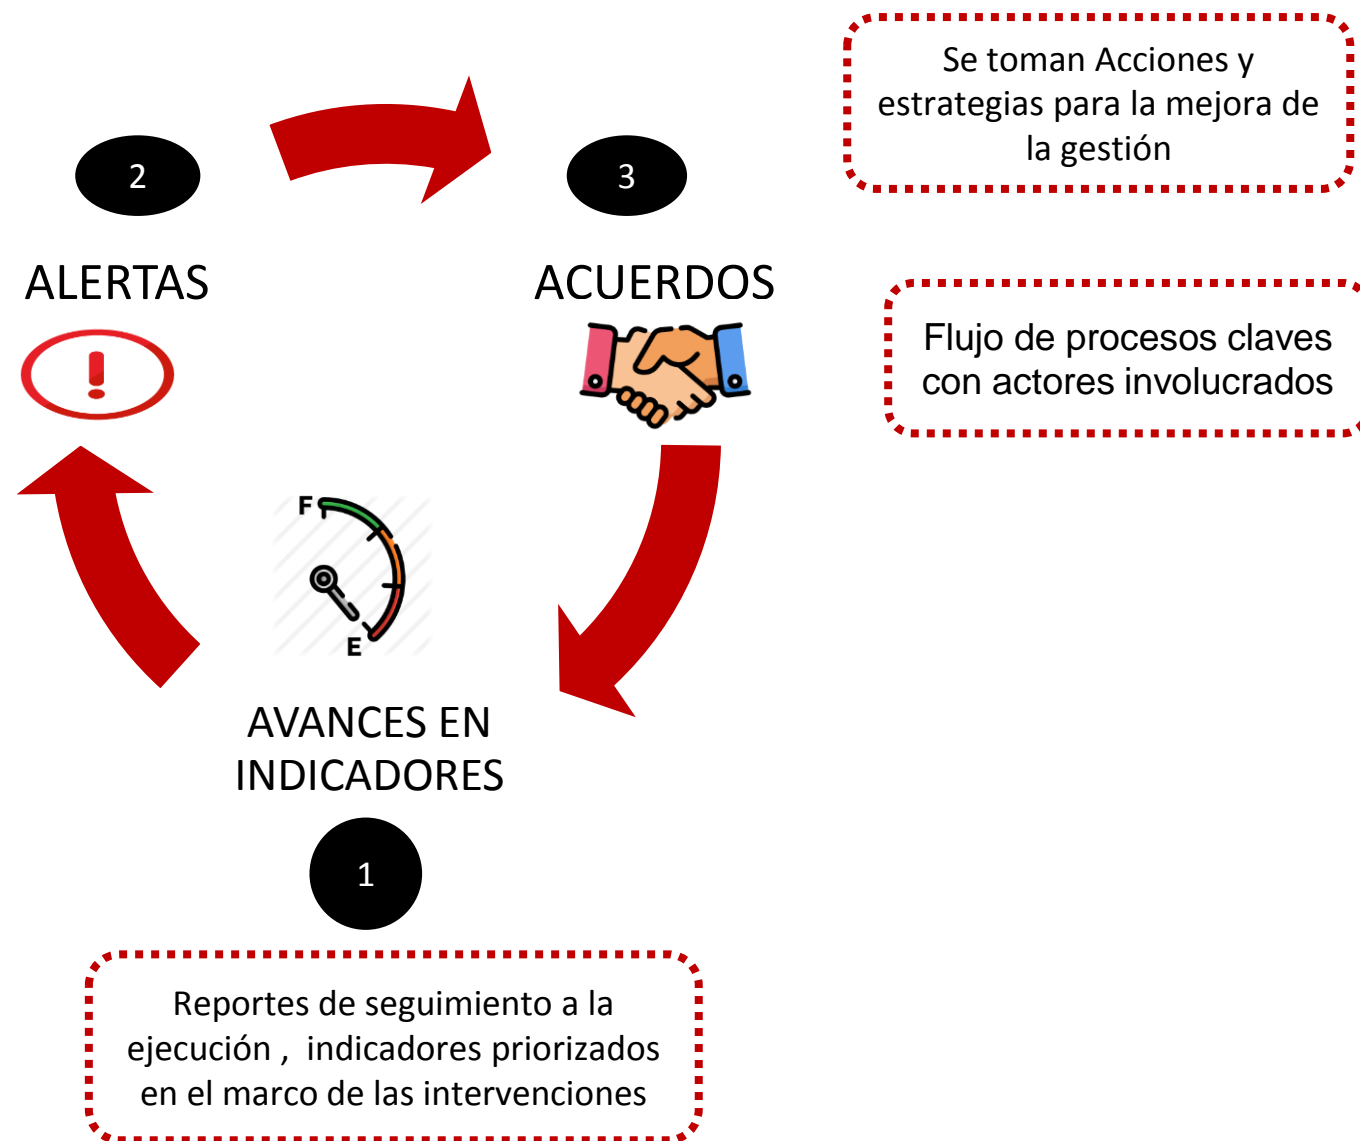 Se toman Acciones y
estrategias para la mejora de
la gestión
2
3
ALERTAS
ACUERDOS
Flujo de procesos claves
con actores involucrados
F
E
AVANCES EN
INDICADORES
1
Reportes de seguimiento a la
ejecución , indicadores priorizados
en el marco de las intervenciones